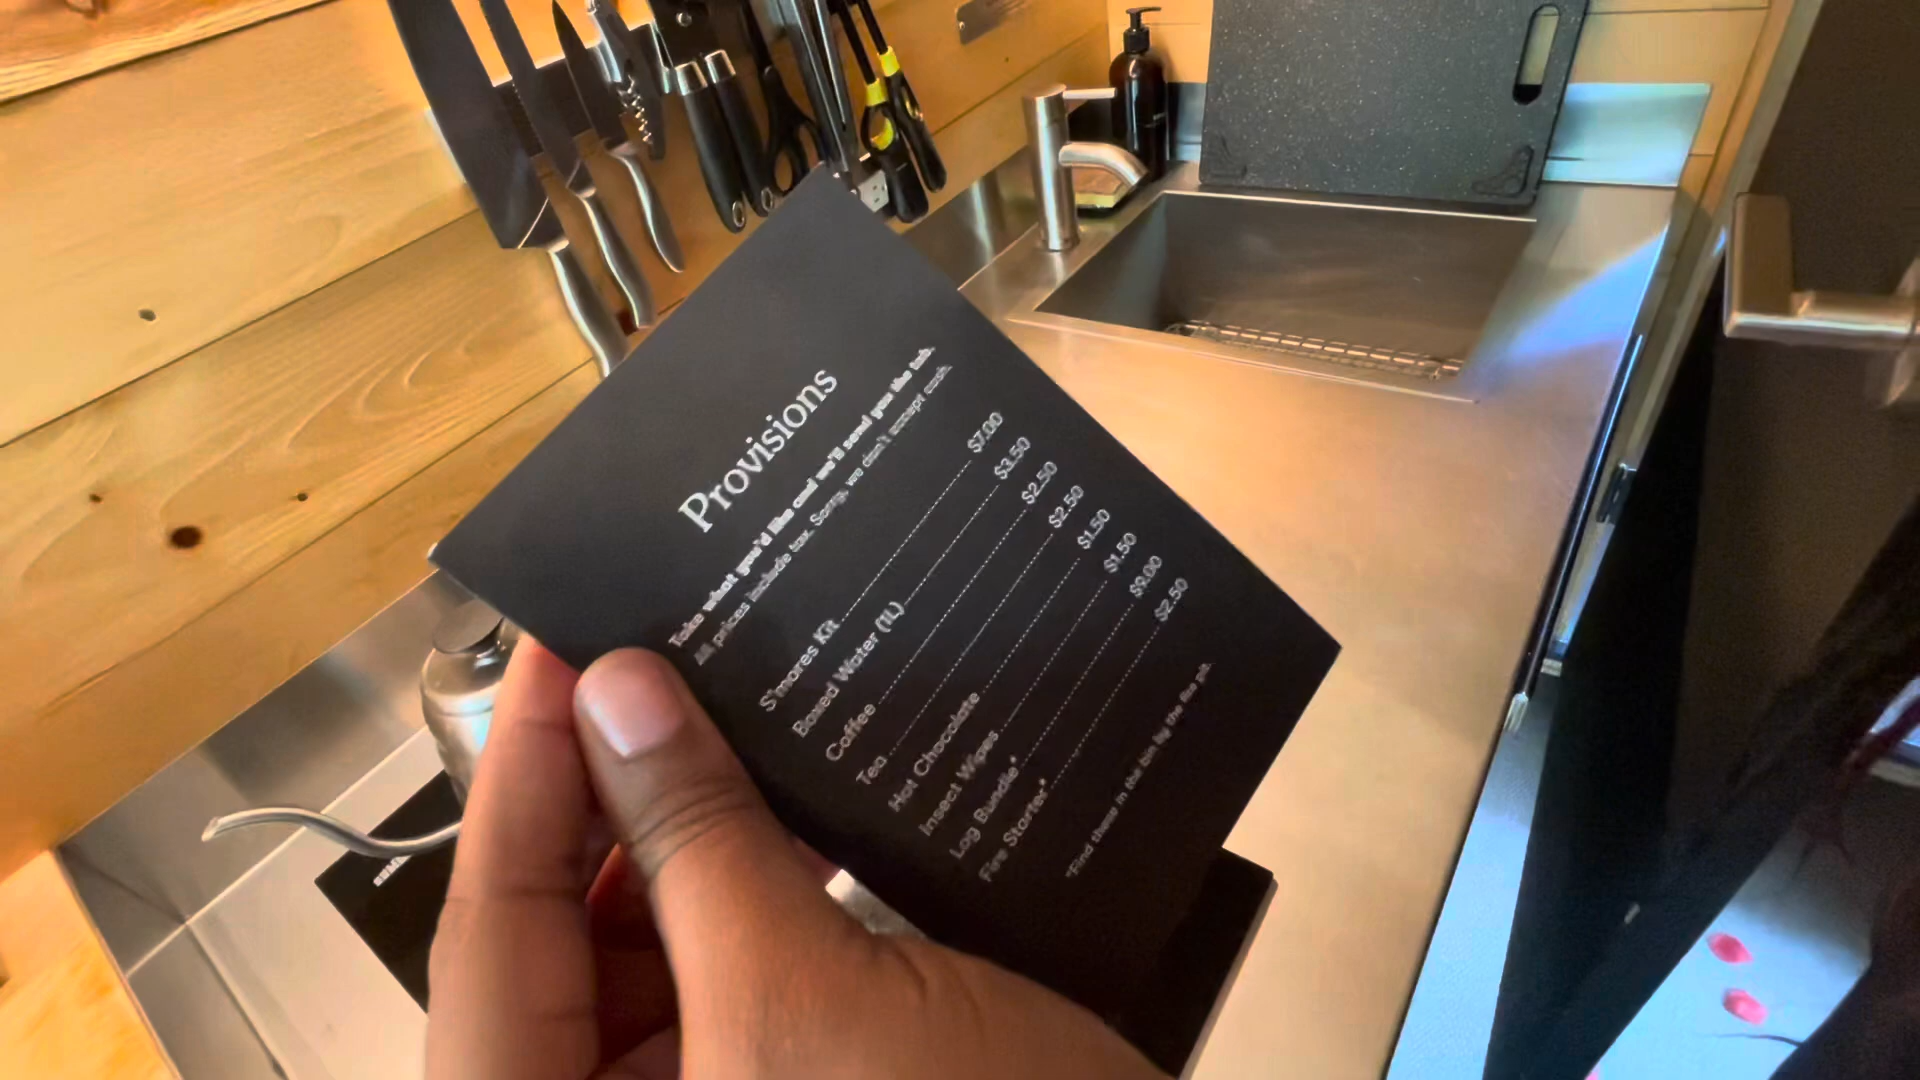 Provisions
Take what you'd like and we'll send you the tab.
All prices include tax. Sorry, we don't accept cash.
S'mores Kit $7.00
Boxed Water (1L) $3.50
Coffee $2.50
Tea $2.50
Hot Chocolate $1.50
Insect Wipes $1.50
Log Bundle* $9.00
Fire Starter* $2.50
*Find these in the bin by the fire pit.